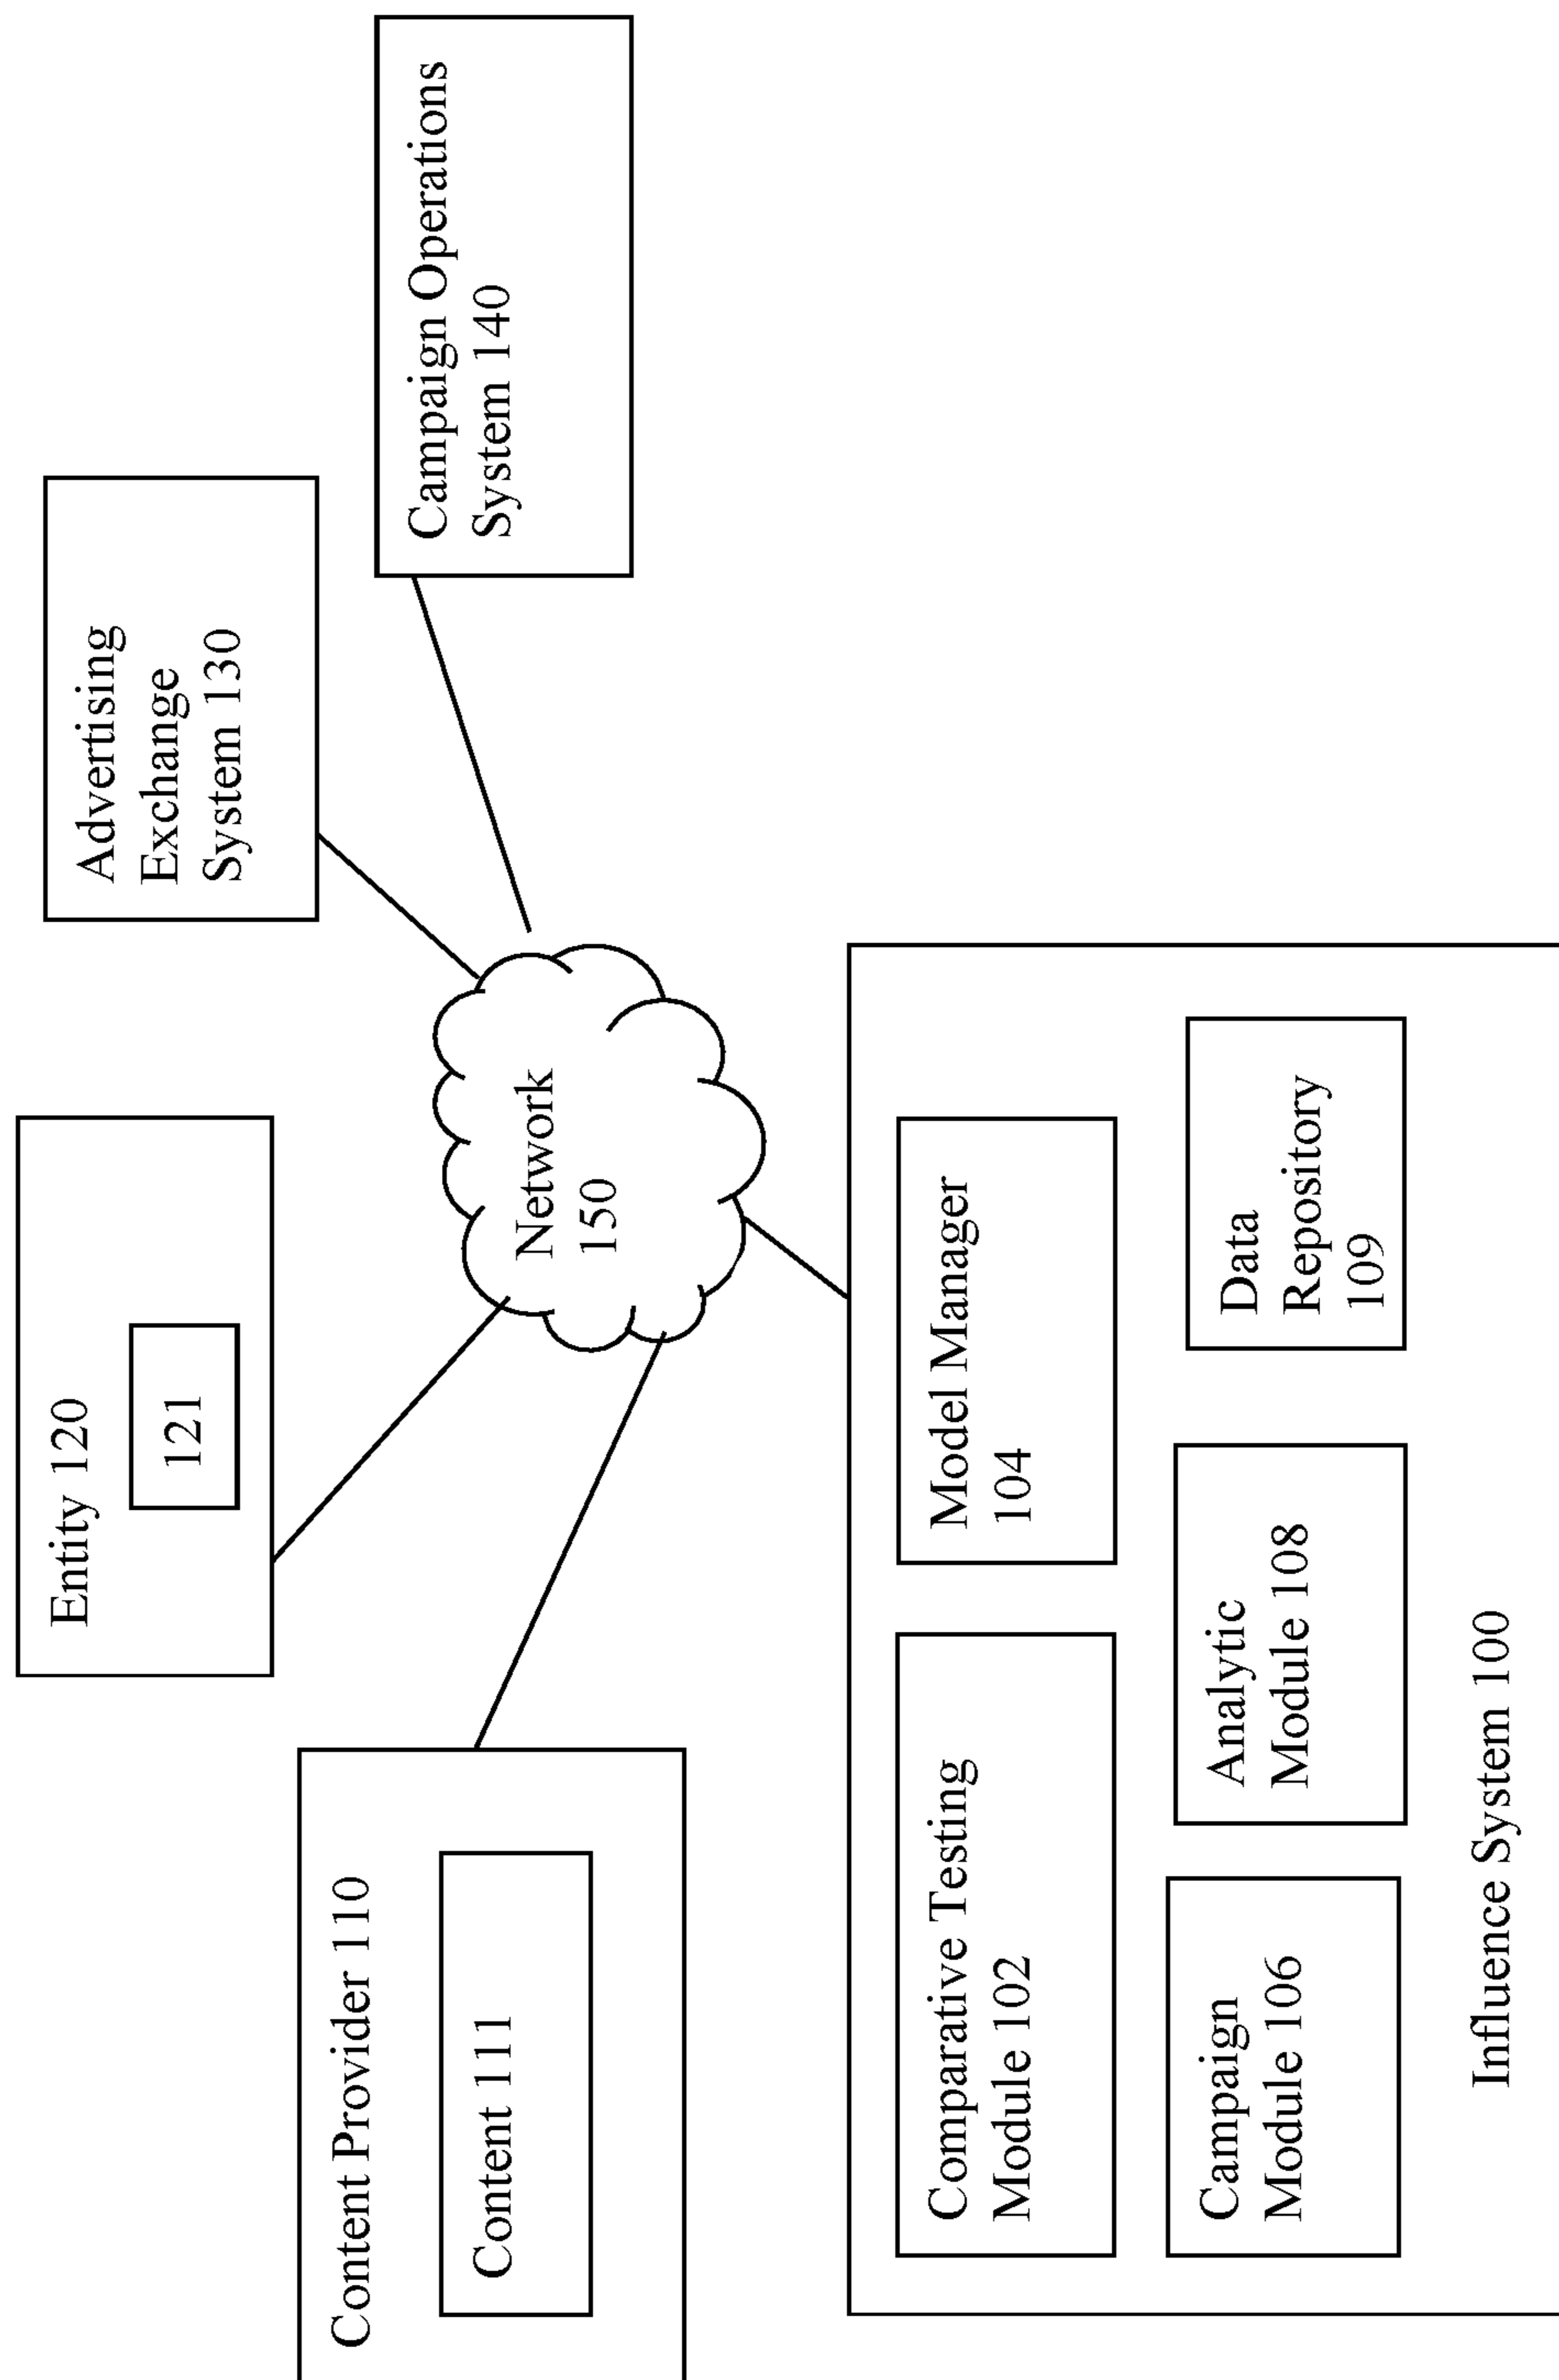 Content Provider 110
Content 111
Entity 120
121
Advertising
Exchange
System 130
Campaign Operations
System 140
Network
150
Comparative Testing
Module 102
Model Manager
104
Campaign
Module 106
Analytic
Module 108
Data
Repository
109
Influence System 100